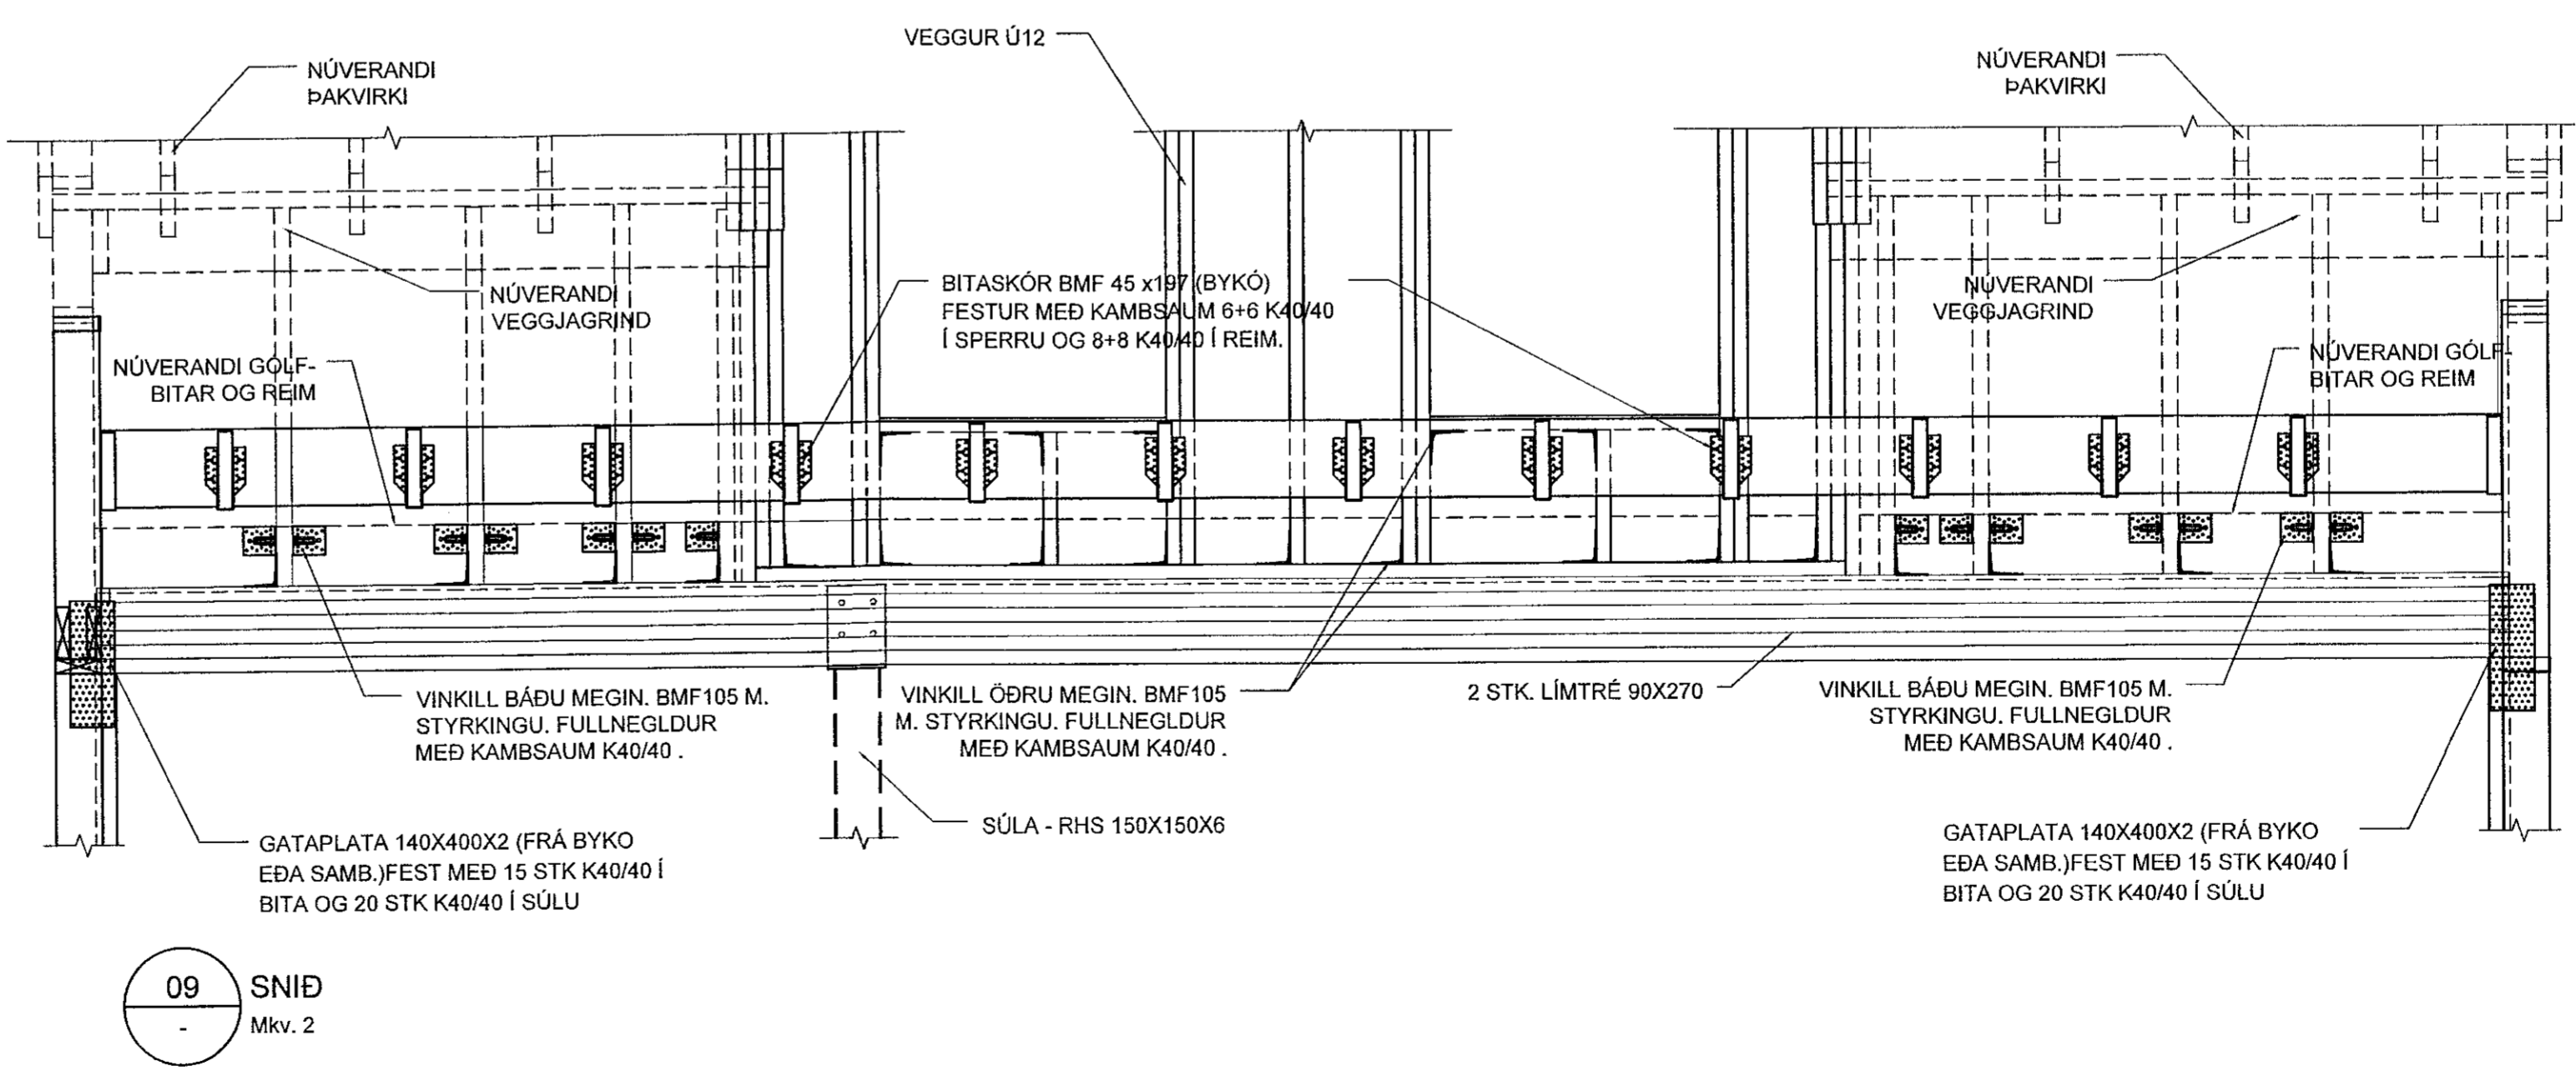 VEGGUR Ú12
NÚVERANDI
ÞAKVIRKI
NÚVERANDI
ÞAKVIRKI
NÚVERANDI
VEGGJAGRIND
BITASKÓR BMF 45 x197 (BYKÓ)
FESTUR MEÐ KAMBSAUM 6+6 K40/40
Í SPERRU OG 8+8 K40/40 Í REIM.
NÚVERANDI
VEGGJAGRIND
NÚVERANDI GÓLF-
BITAR OG REIM
NÚVERANDI GÓLF-
BITAR OG REIM
VINKILL BÁÐU MEGIN. BMF105 M.
STYRKINGU. FULLNEGLDUR
MEÐ KAMBSAUM K40/40 .
VINKILL ÖÐRU MEGIN. BMF105
M. STYRKINGU. FULLNEGLDUR
MEÐ KAMBSAUM K40/40 .
2 STK. LÍMTRÉ 90X270
VINKILL BÁÐU MEGIN. BMF105 M.
STYRKINGU. FULLNEGLDUR
MEÐ KAMBSAUM K40/40 .
SÚLA - RHS 150X150X6
GATAPLATA 140X400X2 (FRÁ BYKO
EÐA SAMB.)FEST MEÐ 15 STK K40/40 Í
BITA OG 20 STK K40/40 Í SÚLU
GATAPLATA 140X400X2 (FRÁ BYKO
EÐA SAMB.)FEST MEÐ 15 STK K40/40 Í
BITA OG 20 STK K40/40 Í SÚLU
09
-
SNIÐ
Mkv. 2